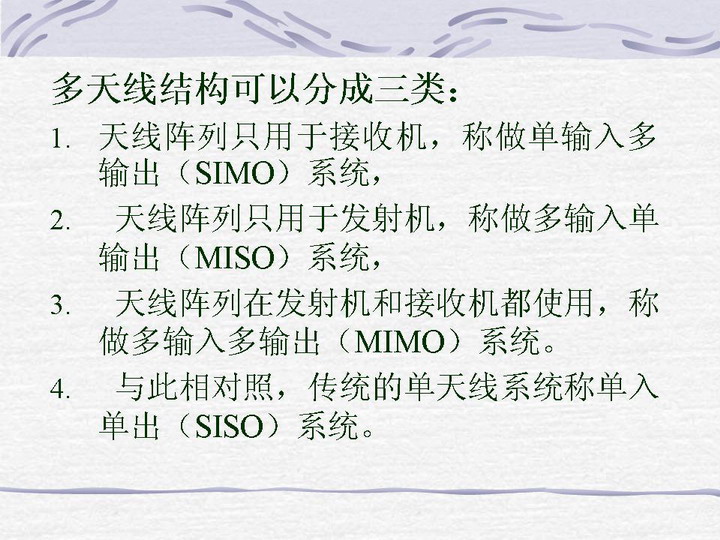 多天线结构可以分成三类：
1. 天线阵列只用于接收机，称做单输入多
输出（SIMO）系统，
2. 天线阵列只用于发射机，称做多输入单
输出（MISO）系统，
3. 天线阵列在发射机和接收机都使用，称
做多输入多输出（MIMO）系统。
4. 与此相对照，传统的单天线系统称单入
单出（SISO）系统。